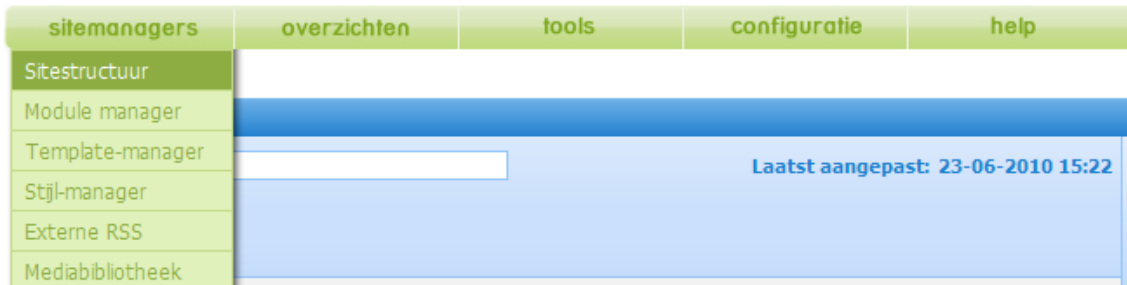 sitemanagers overzichten tools configuratie help
Sitestructuur
Module manager
Template-manager
Laatst aangepast: 23-06-2010 15:22
Stijl-manager
Externe RSS
Mediabibliotheek